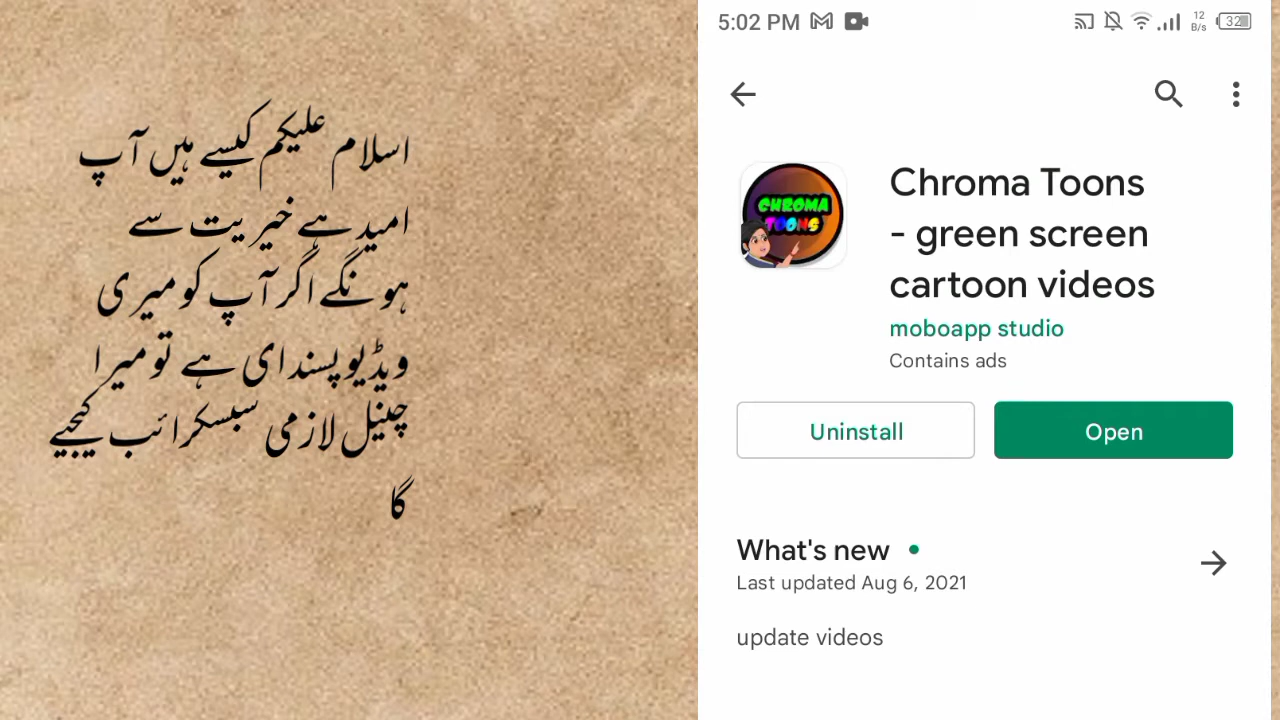 اسلام علیکم کیسے ہیں آپ
امید ہے خیریت سے
ہونگے اگر آپ کو میری
ویڈیو پسند ای ہے تو میرا
چینیل لازمی سبسکرائب کیجیے
گا
5:02 PM
12
B/s
32
CHROMA
TOONS
Chroma Toons
- green screen
cartoon videos
moboapp studio
Contains ads
Uninstall
Open
What's new
Last updated Aug 6, 2021
update videos